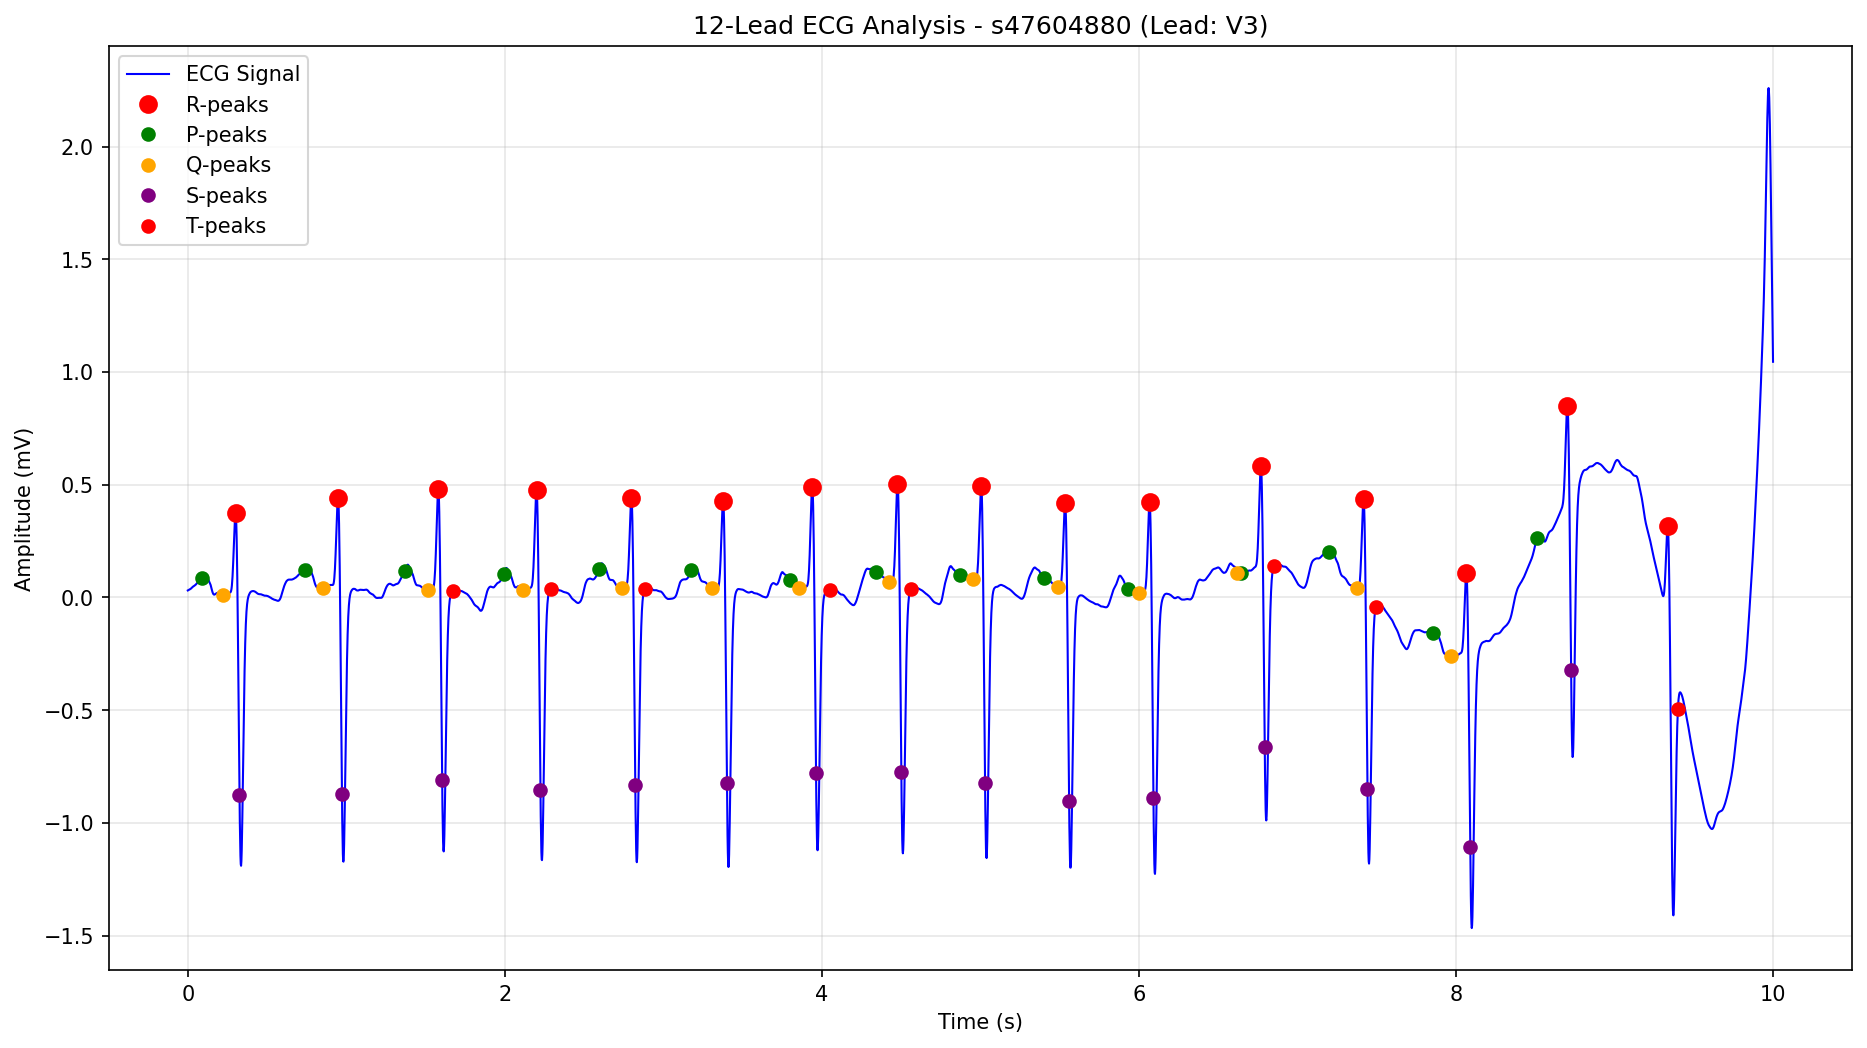 12-Lead ECG Analysis - s47604880 (Lead: V3)
ECG Signal
R-peaks
P-peaks
Q-peaks
S-peaks
T-peaks
Amplitude (mV)
2.0
1.5
1.0
0.5
0.0
−0.5
−1.0
−1.5
0 2 4 6 8 10
Time (s)